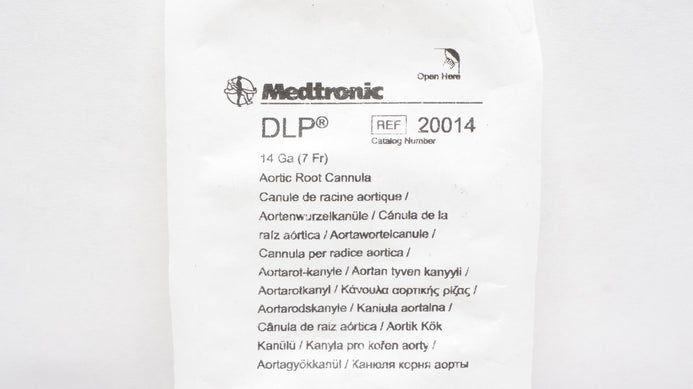 Open Here
Medtronic
DLP® REF 20014
Catalog Number
14 Ga (7 Fr)
Aortic Root Cannula
Canule de racine aortique /
Aortenwurzelkanüle / Cánula de la
raíz aórtica / Aortawortelcanule /
Cannula per radice aortica /
Aortarot-kanyle / Aortan tyven kanyyli /
Aortarotkanyl / Κάνουλα αορτικής ρίζας /
Aortarodskanyle / Kaniula aortalna /
Cânula de raiz aórtica / Aortik Kök
Kanülü / Kanyla pro kořen aorty /
Aortagyökkanül / Канюля корня аорты